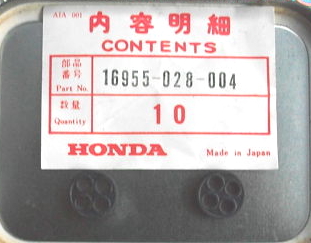 AIA 001
内容明細
CONTENTS
部品
番号
Part No.
16955-028-004
数量
Quantity
10
HONDA
Made in Japan